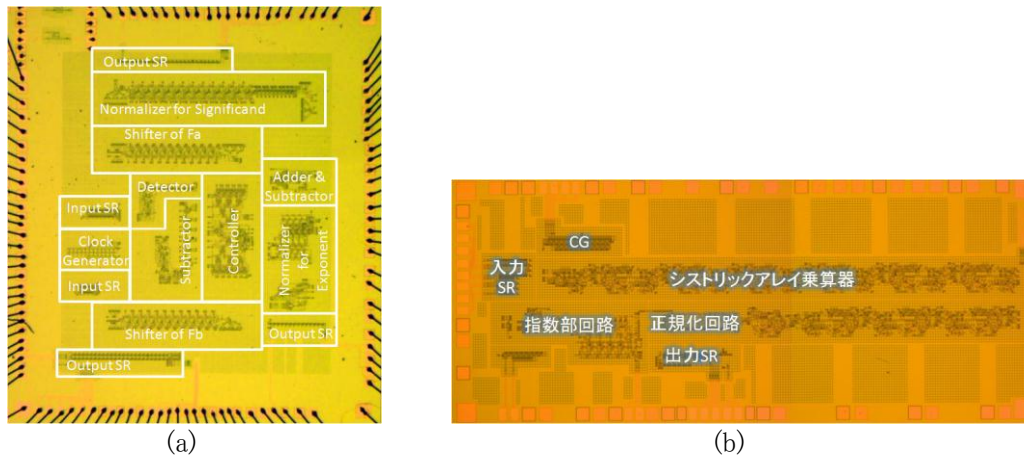 Output SR
Normalizer for Significand
Shifter of Fa
Detector
Adder &
Subtractor
Input SR
Clock
Generator
Input SR
Subtractor
Controller
Normalizer
for
Exponent
Shifter of Fb
Output SR
Output SR
(a)
CG
入力
SR
システリックアレイ乗算器
指数部回路
正規化回路
出力SR
(b)